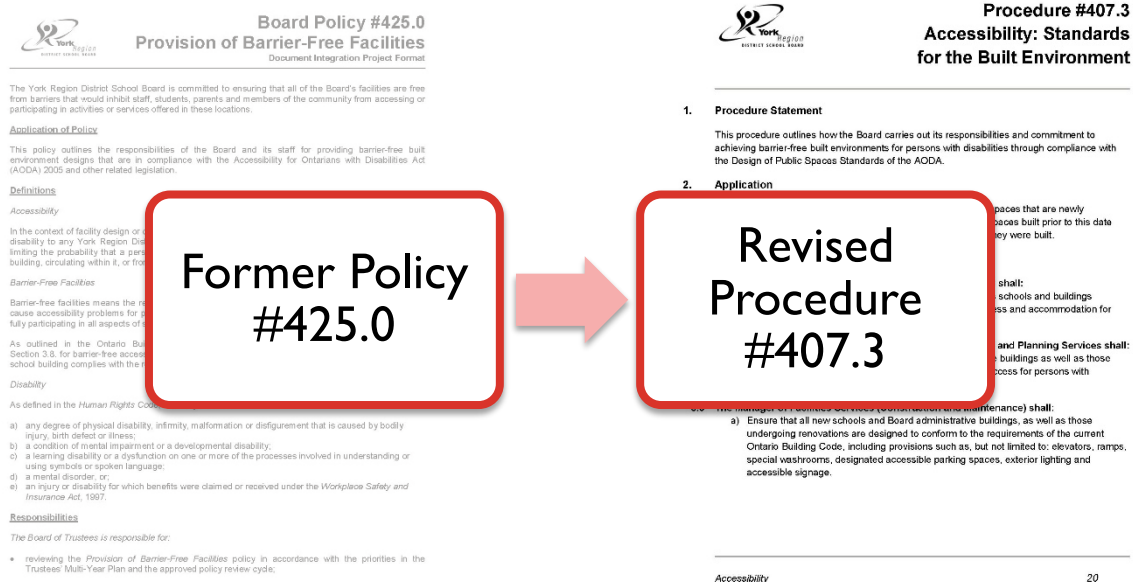 Board Policy #425.0
Provision of Barrier-Free Facilities
Document Integration Project Format
York Region
DISTRICT SCHOOL BOARD
The York Region District School Board is committed to ensuring that all of the Board's facilities are free
from barriers that would inhibit staff, students, parents and members of the community from accessing or
participating in activities or services offered in these locations.
Application of Policy
This policy outlines the responsibilities of the Board and its staff for providing barrier-free built
environment designs that are in compliance with the Accessibility for Ontarians with Disabilities Act
(AODA) 2005 and other related legislation.
Definitions
Accessibility
In the context of facility design or
disability to any York Region
limiting the probability that a
building, circulating within it, or
Barrier-Free Facilities
Barrier-free facilities means the
cause accessibility problems for
fully participating in all aspects of
As outlined in the Ontario
Section 3.8. for barrier-free
school building complies with the
Disability
As defined in the Human Rights
a) any degree of physical disability, infirmity, malformation or disfigurement that is caused by bodily
injury, birth defect or illness;
b) a condition of mental impairment or a developmental disability;
c) a learning disability or a dysfunction on one or more of the processes involved in understanding or
using symbols or spoken language;
d) a mental disorder, or;
e) an injury or disability for which benefits were claimed or received under the Workplace Safety and
Insurance Act, 1997.
Responsibilities
The Board of Trustees is responsible for:
• reviewing the Provision of Barrier-Free Facilities policy in accordance with the priorities in the
Trustees' Multi-Year Plan and the approved policy review cycle;
Former Policy
#425.0
York Region
DISTRICT SCHOOL BOARD
Procedure #407.3
Accessibility: Standards
for the Built Environment
1. Procedure Statement
This procedure outlines how the Board carries out its responsibilities and commitment to
achieving barrier-free built environments for persons with disabilities through compliance with
the Design of Public Spaces Standards of the AODA.
2. Application
spaces that are newly
built prior to this date
they were built.
shall:
schools and buildings
and accommodation for
and Planning Services shall:
buildings as well as those
access for persons with
The Manager of Facilities Services (Construction and Maintenance) shall:
a) Ensure that all new schools and Board administrative buildings, as well as those
undergoing renovations are designed to conform to the requirements of the current
Ontario Building Code, including provisions such as, but not limited to: elevators, ramps,
special washrooms, designated accessible parking spaces, exterior lighting and
accessible signage.
Accessibility 20
Revised
Procedure
#407.3